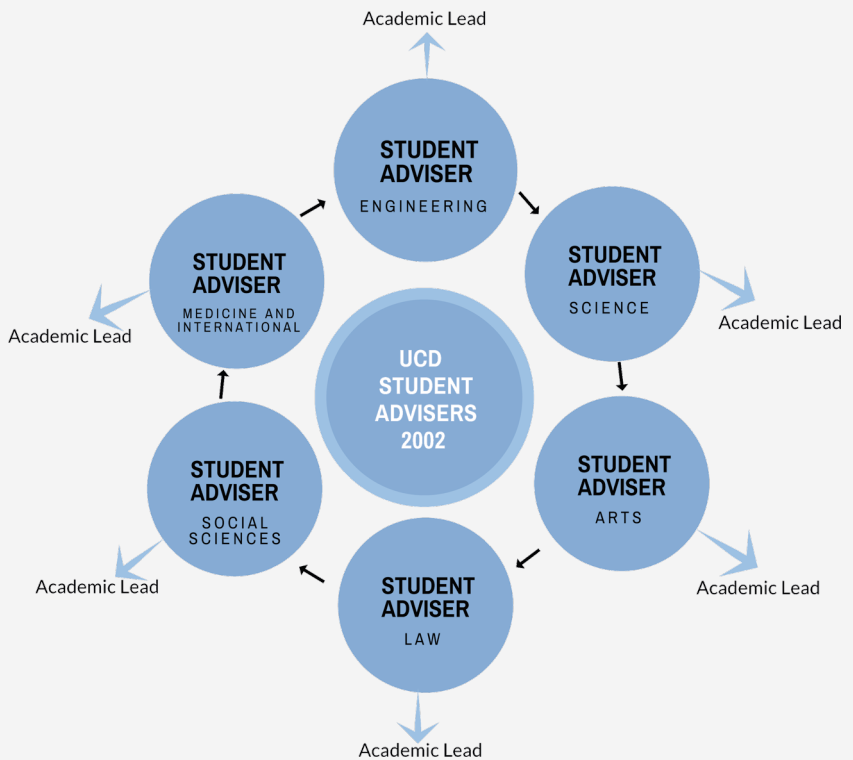 Academic Lead
STUDENT
ADVISER
ENGINEERING
STUDENT
ADVISER
SCIENCE
Academic Lead
STUDENT
ADVISER
ARTS
Academic Lead
STUDENT
ADVISER
LAW
Academic Lead
STUDENT
ADVISER
SOCIAL
SCIENCES
Academic Lead
STUDENT
ADVISER
MEDICINE AND
INTERNATIONAL
Academic Lead
UCD
STUDENT
ADVISERS
2002